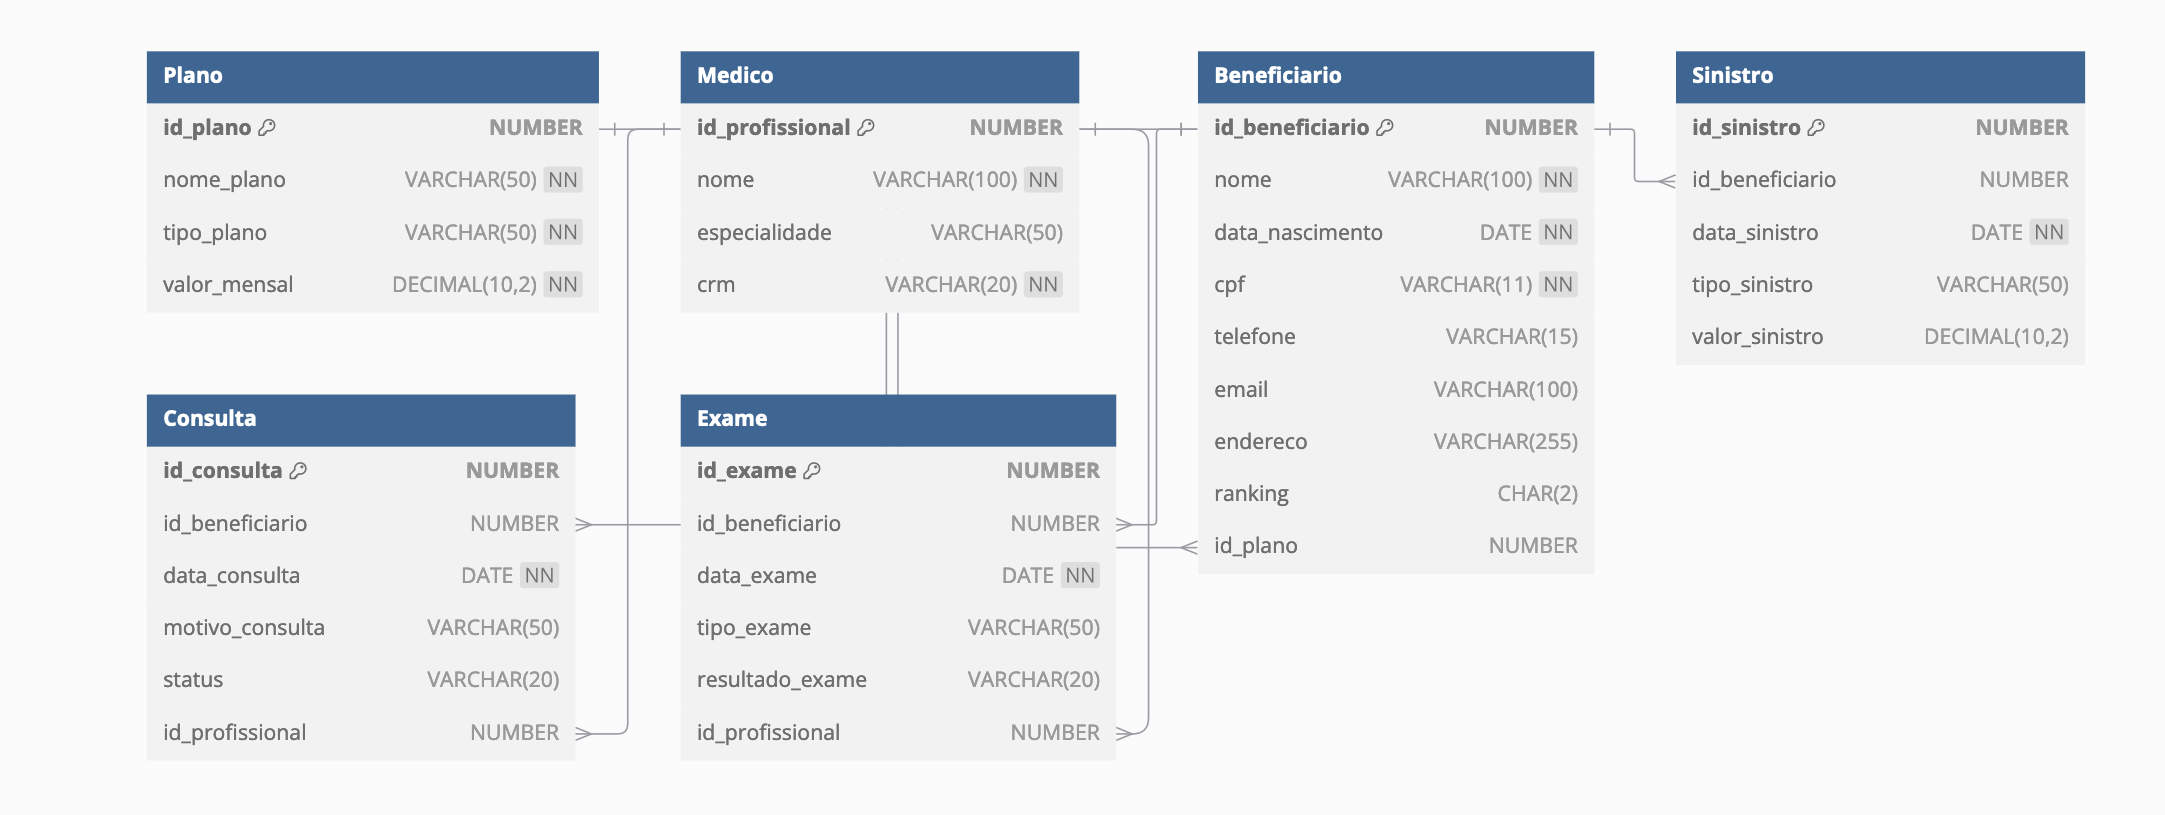 Plano
id_plano NUMBER
nome_plano VARCHAR(50) NN
tipo_plano VARCHAR(50) NN
valor_mensal DECIMAL(10,2) NN
Medico
id_profissional NUMBER
nome VARCHAR(100) NN
especialidade VARCHAR(50)
crm VARCHAR(20) NN
Beneficiario
id_beneficiario NUMBER
nome VARCHAR(100) NN
data_nascimento DATE NN
cpf VARCHAR(11) NN
telefone VARCHAR(15)
email VARCHAR(100)
endereco VARCHAR(255)
ranking CHAR(2)
id_plano NUMBER
Sinistro
id_sinistro NUMBER
id_beneficiario NUMBER
data_sinistro DATE NN
tipo_sinistro VARCHAR(50)
valor_sinistro DECIMAL(10,2)
Consulta
id_consulta NUMBER
id_beneficiario NUMBER
data_consulta DATE NN
motivo_consulta VARCHAR(50)
status VARCHAR(20)
id_profissional NUMBER
Exame
id_exame NUMBER
id_beneficiario NUMBER
data_exame DATE NN
tipo_exame VARCHAR(50)
resultado_exame VARCHAR(20)
id_profissional NUMBER